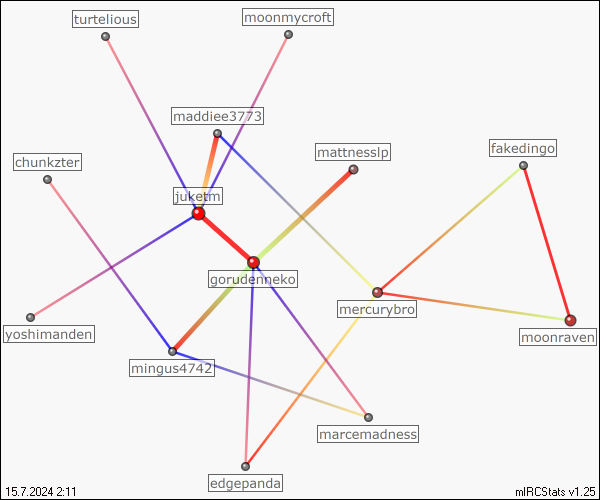 turtelious
moonmycroft
maddiee3773
mattnesslp
fakedingo
chunkzter
juketm
gorudenneko
mercurybro
yoshimanden
moonraven
mingus4742
marcemadness
edgepanda
15.7.2024 2:11
mIRCStats v1.25